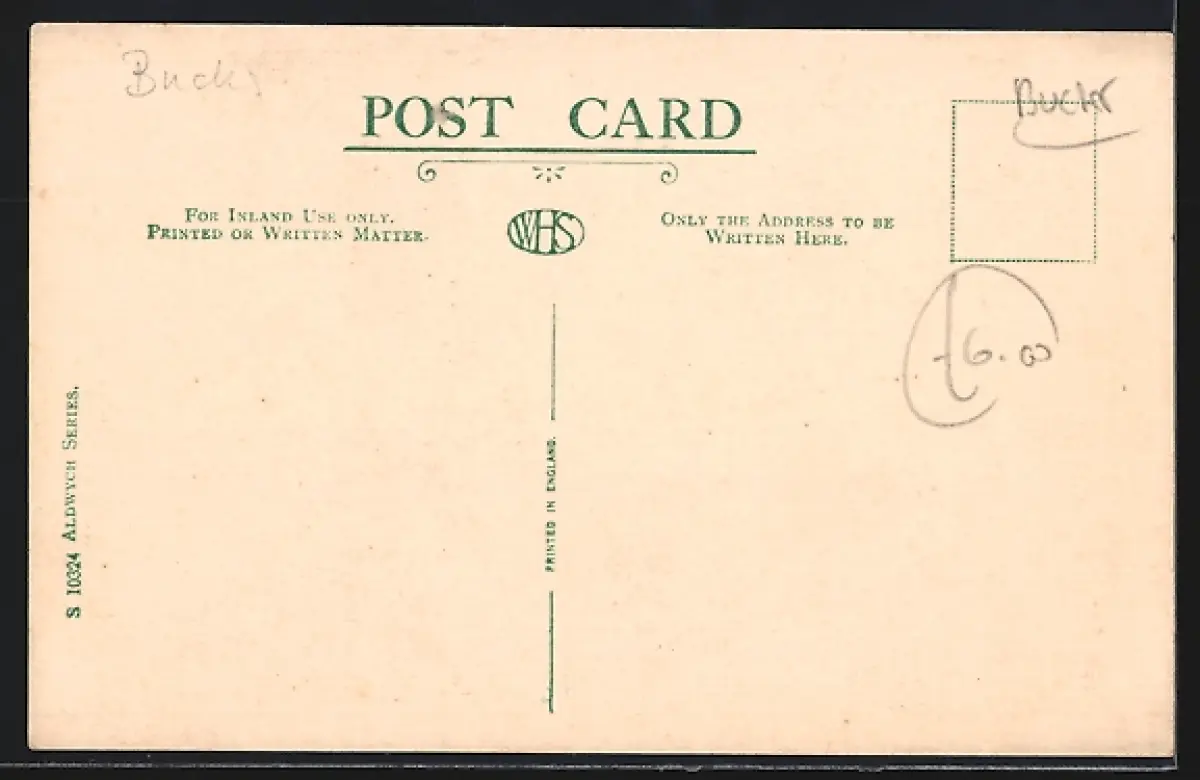 Bucks
Bucks
POST CARD
FOR INLAND USE ONLY.
PRINTED OR WRITTEN MATTER.
WHS
ONLY THE ADDRESS TO BE
WRITTEN HERE.
£6.00
S 10324 ALDWYCH SERIES.
PRINTED IN ENGLAND.